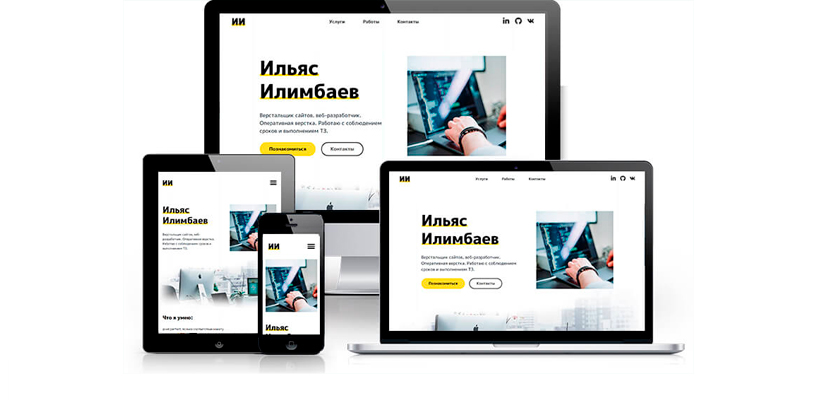 ИИ
Услуги Работы Контакты
Ильяс
Илимбаев
Верстальщик сайтов, веб-разработчик.
Оперативная верстка. Работаю с соблюдением
сроков и выполнением ТЗ.
Познакомиться Контакты
ИИ
Ильяс
Илимбаев
Верстальщик сайтов, веб-
разработчик. Оперативная верстка.
Работаю с соблюдением сроков и
выполнением ТЗ.
Что я умею:
ИИ
Ильяс
ИИ
Услуги Работы Контакты
Ильяс
Илимбаев
Верстальщик сайтов, веб-разработчик.
Оперативная верстка. Работаю с соблюдением
сроков и выполнением ТЗ.
Познакомиться Контакты